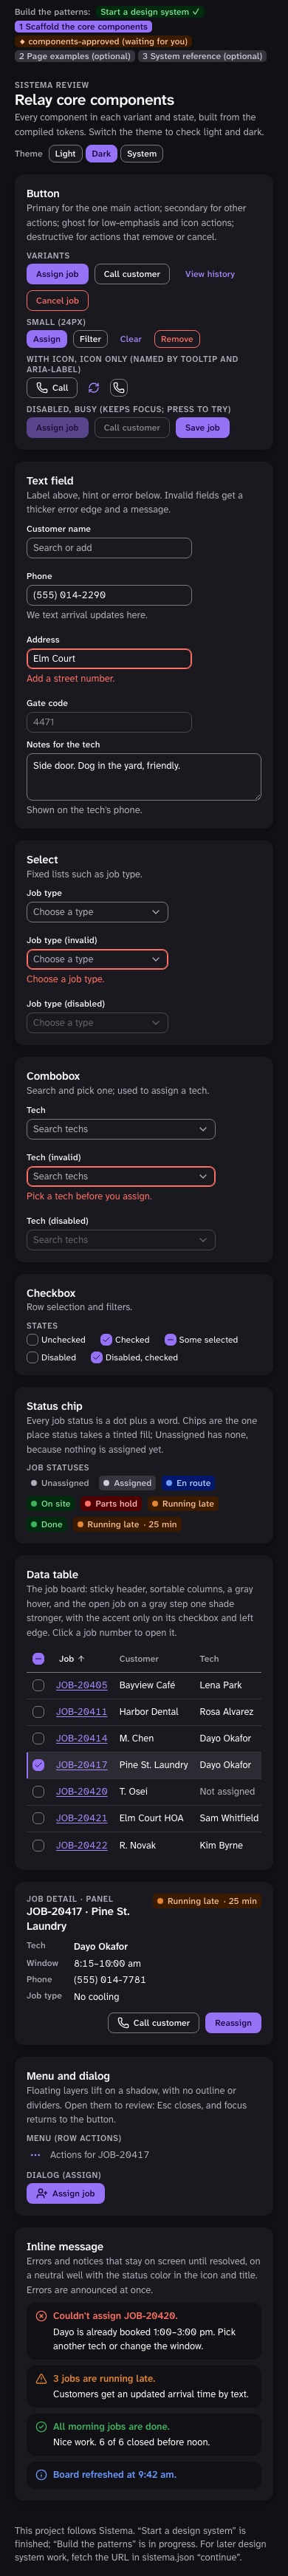 Build the patterns: Start a design system ✓
1 Scaffold the core components
◆ components-approved (waiting for you)
2 Page examples (optional) 3 System reference (optional)
SISTEMA REVIEW
Relay core components
Every component in each variant and state, built from the
compiled tokens. Switch the theme to check light and dark.
Theme Light Dark System
Button
Primary for the one main action; secondary for other
actions; ghost for low-emphasis and icon actions;
destructive for actions that remove or cancel.
VARIANTS
Assign job Call customer View history
Cancel job
SMALL (24PX)
Assign Filter Clear Remove
WITH ICON, ICON ONLY (NAMED BY TOOLTIP AND
ARIA-LABEL)
Call
DISABLED, BUSY (KEEPS FOCUS; PRESS TO TRY)
Assign job Call customer Save job
Text field
Label above, hint or error below. Invalid fields get a
thicker error edge and a message.
Customer name
Search or add
Phone
(555) 014-2290
We text arrival updates here.
Address
Elm Court
Add a street number.
Gate code
4471
Notes for the tech
Side door. Dog in the yard, friendly.
Shown on the tech's phone.
Select
Fixed lists such as job type.
Job type
Choose a type
Job type (invalid)
Choose a type
Choose a job type.
Job type (disabled)
Choose a type
Combobox
Search and pick one; used to assign a tech.
Tech
Search techs
Tech (invalid)
Search techs
Pick a tech before you assign.
Tech (disabled)
Search techs
Checkbox
Row selection and filters.
STATES
Unchecked Checked Some selected
Disabled Disabled, checked
Status chip
Every job status is a dot plus a word. Chips are the one
place status takes a tinted fill; Unassigned has none,
because nothing is assigned yet.
JOB STATUSES
Unassigned Assigned En route
On site Parts hold Running late
Done Running late · 25 min
Data table
The job board: sticky header, sortable columns, a gray
hover, and the open job on a gray step one shade
stronger, with the accent only on its checkbox and left
edge. Click a job number to open it.
Job ↑ Customer Tech
JOB-20405 Bayview Café Lena Park
JOB-20411 Harbor Dental Rosa Alvarez
JOB-20414 M. Chen Dayo Okafor
JOB-20417 Pine St. Laundry Dayo Okafor
JOB-20420 T. Osei Not assigned
JOB-20421 Elm Court HOA Sam Whitfield
JOB-20422 R. Novak Kim Byrne
JOB DETAIL · PANEL
Running late · 25 min
JOB-20417 · Pine St.
Laundry
Tech Dayo Okafor
Window 8:15–10:00 am
Phone (555) 014-7781
Job type No cooling
Call customer Reassign
Menu and dialog
Floating layers lift on a shadow, with no outline or
dividers. Open them to review: Esc closes, and focus
returns to the button.
MENU (ROW ACTIONS)
Actions for JOB-20417
DIALOG (ASSIGN)
Assign job
Inline message
Errors and notices that stay on screen until resolved, on
a neutral well with the status color in the icon and title.
Errors are announced at once.
Couldn't assign JOB-20420.
Dayo is already booked 1:00–3:00 pm. Pick
another tech or change the window.
3 jobs are running late.
Customers get an updated arrival time by text.
All morning jobs are done.
Nice work. 6 of 6 closed before noon.
Board refreshed at 9:42 am.
This project follows Sistema. “Start a design system” is
finished; “Build the patterns” is in progress. For later design
system work, fetch the URL in sistema.json “continue”.